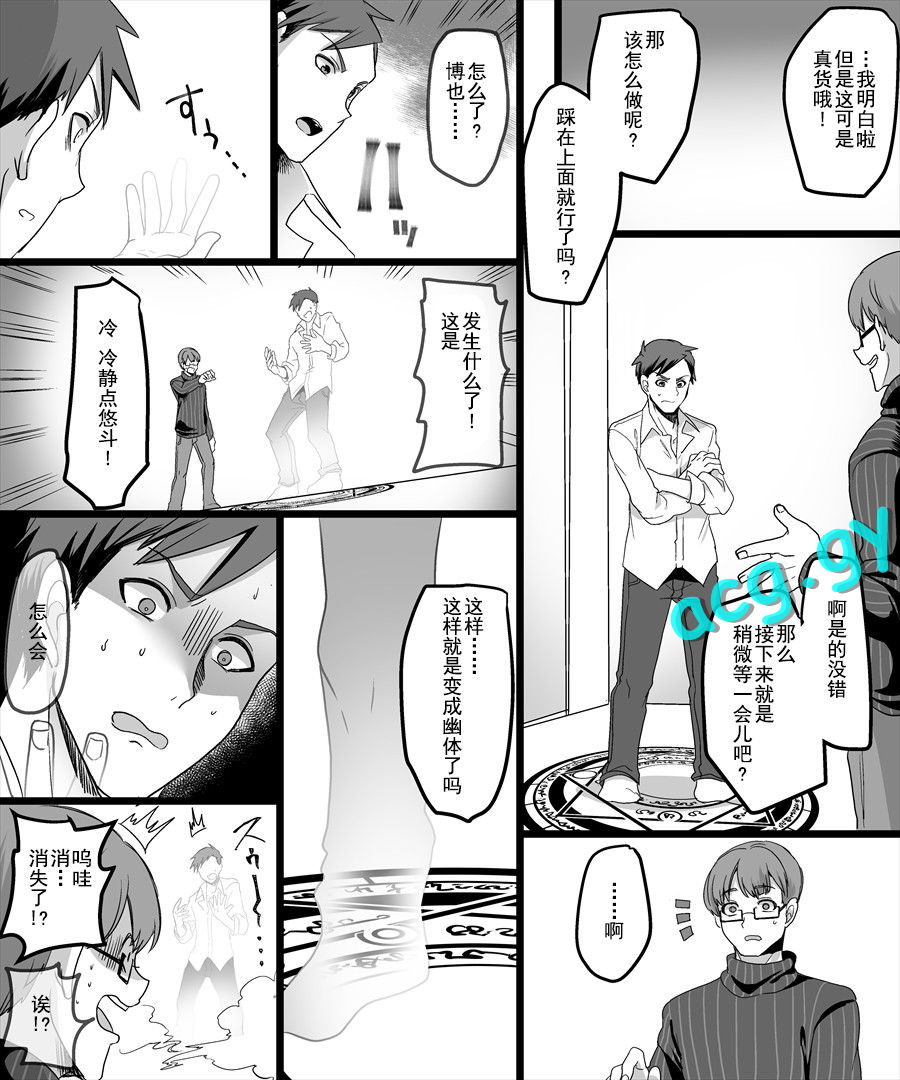 …我明白啦
但是这可是
真货哦！
那
该怎么做呢？
踩在上面就行了吗？
啊是的没错
那么
接下来就是
稍微等一会儿吧？
acg.gy
……啊
怎么了？
博也……
すぅ…
发生什么了！
这是
冷 冷静点悠斗！
这样……
这样就是变成幽体了吗
怎么会
スゥ…
呜哇
消…
消失了!?
诶!?